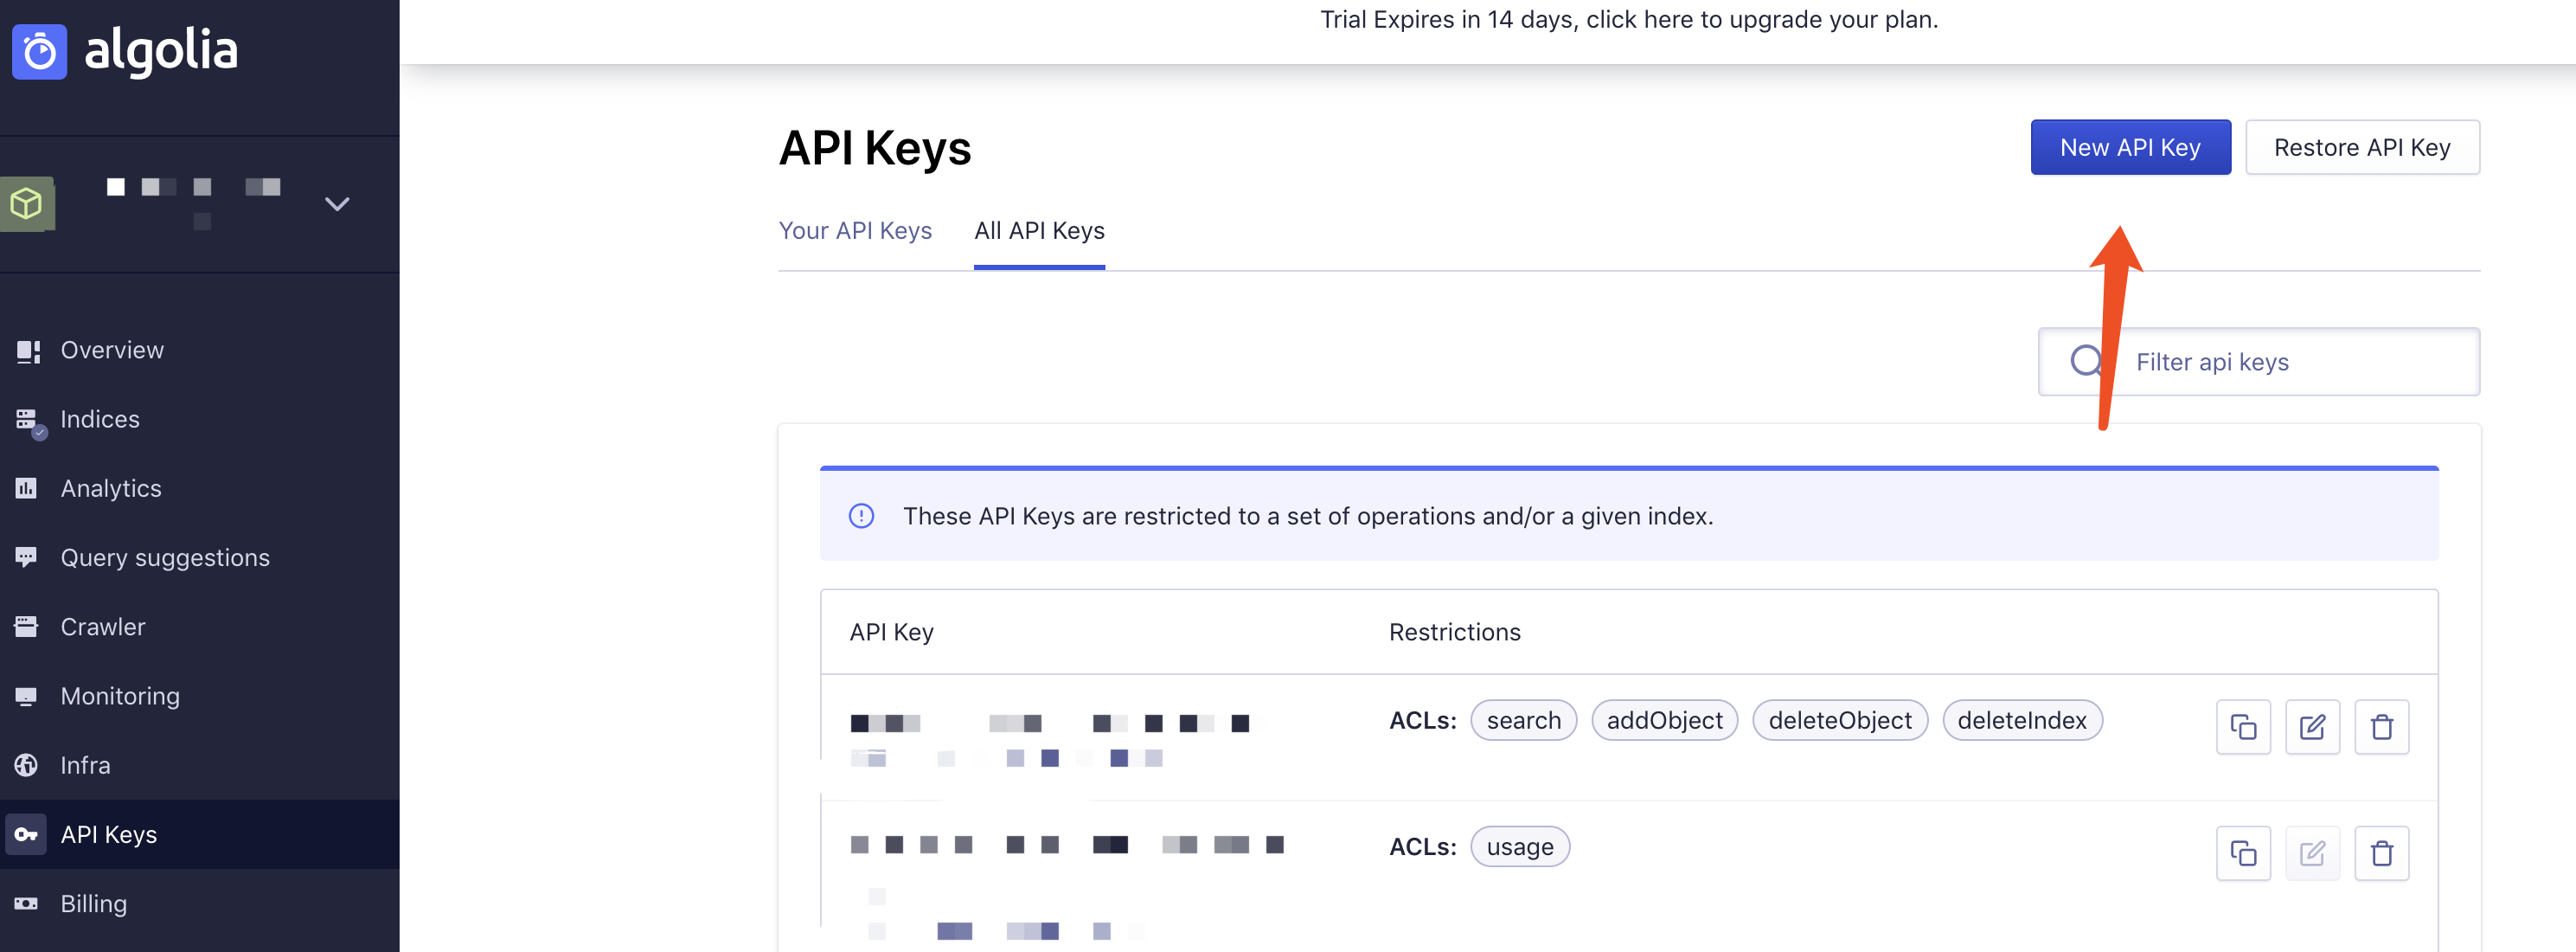 algolia
Trial Expires in 14 days, click here to upgrade your plan.
API Keys
New API Key
Restore API Key
Your API Keys
All API Keys
Overview
Indices
Analytics
Query suggestions
Crawler
Monitoring
Infra
API Keys
Billing
Filter api keys
These API Keys are restricted to a set of operations and/or a given index.
API Key
Restrictions
ACLs: search addObject deleteObject deleteIndex
ACLs: usage